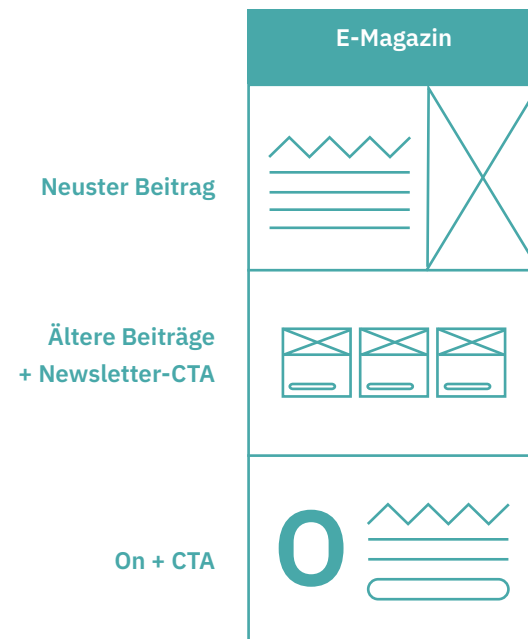 E-Magazin
Neuster Beitrag
Ältere Beiträge
+ Newsletter-CTA
On + CTA
O